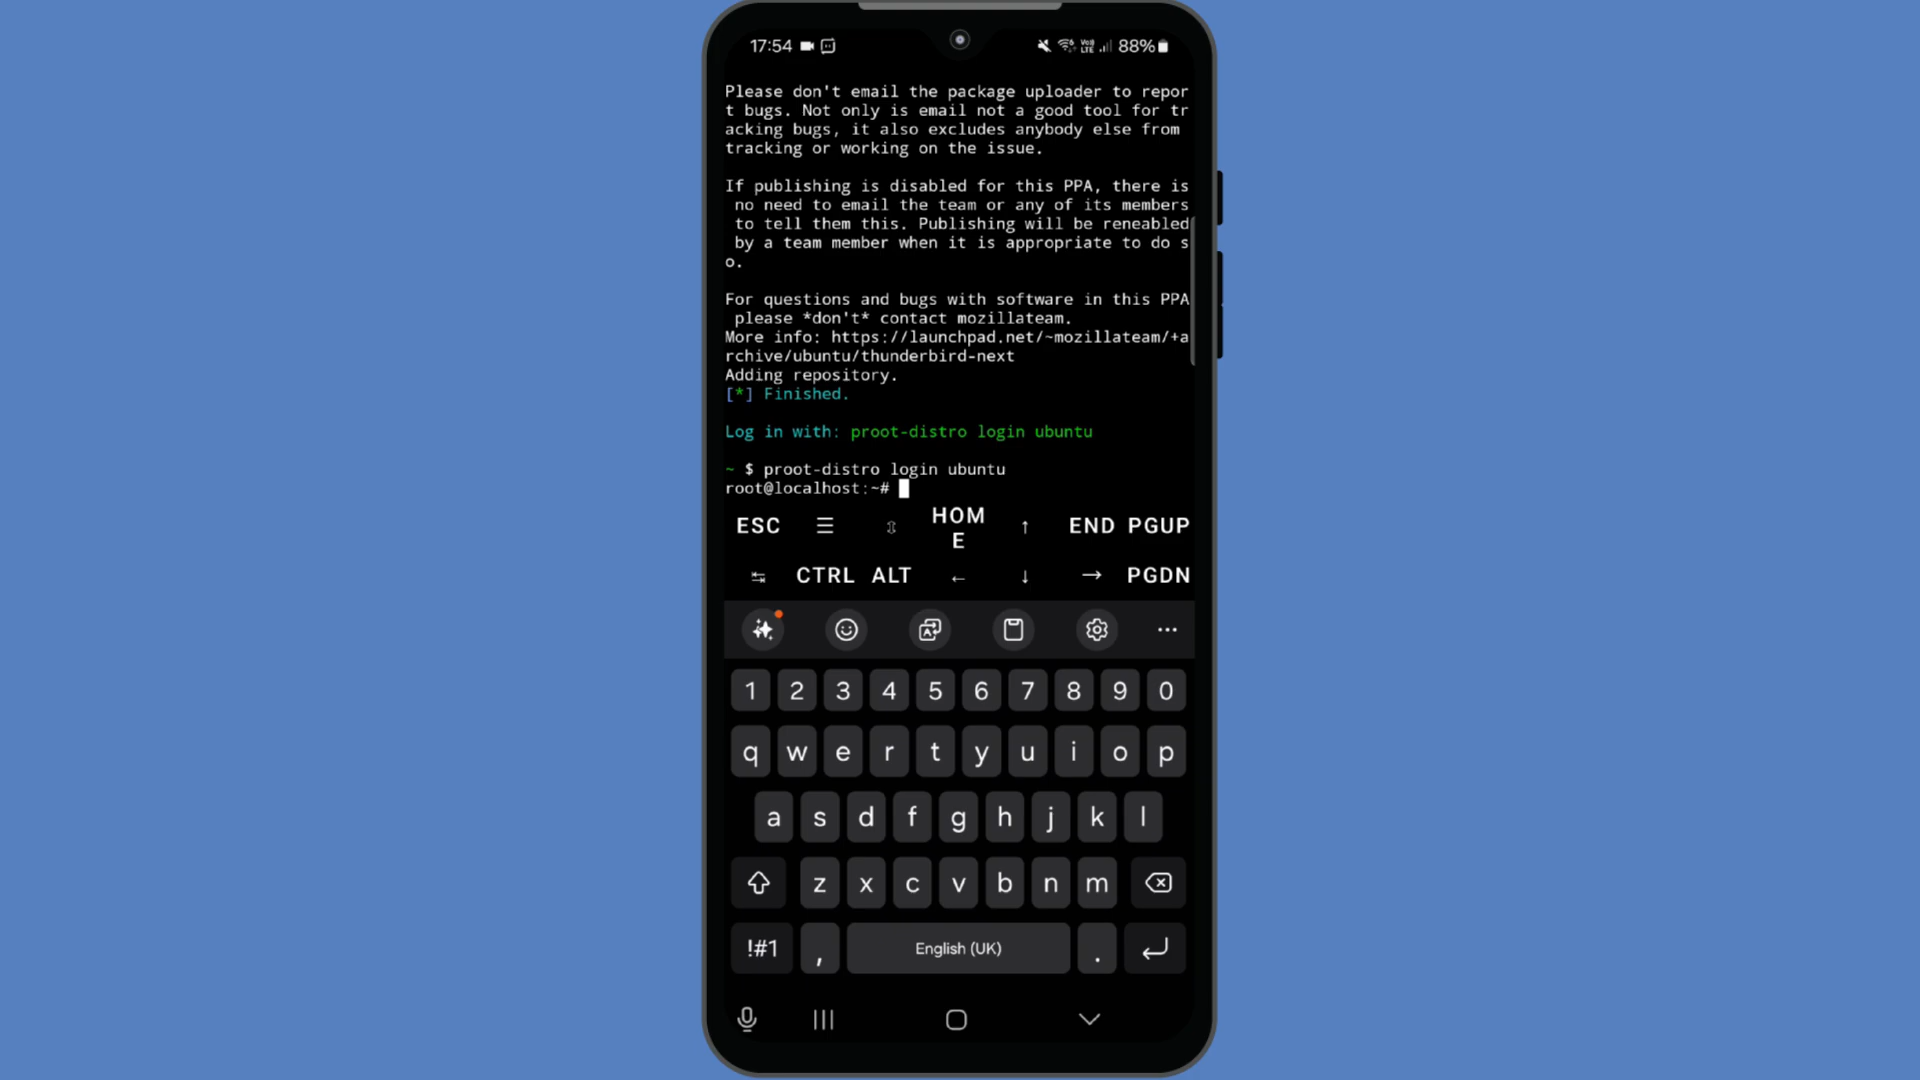 17:54 88%
Please don't email the package uploader to repor
t bugs. Not only is email not a good tool for tr
acking bugs, it also excludes anybody else from
tracking or working on the issue.
If publishing is disabled for this PPA, there is
no need to email the team or any of its members
to tell them this. Publishing will be reneabled
by a team member when it is appropriate to do s
o.
For questions and bugs with software in this PPA
please *don't* contact mozillateam.
More info: https://launchpad.net/~mozillateam/+a
rchive/ubuntu/thunderbird-next
Adding repository.
[*] Finished.
Log in with: proot-distro login ubuntu
~ $ proot-distro login ubuntu
root@localhost:~#
ESC ☰ ⇳ HOM
E ↑ END PGUP
↹ CTRL ALT ← ↓ → PGDN
1 2 3 4 5 6 7 8 9 0
q w e r t y u i o p
a s d f g h j k l
z x c v b n m
!#1 , English (UK) .